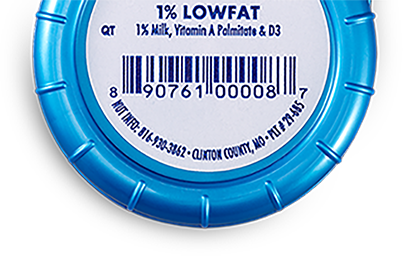 1% LOWFAT
QT 1% Milk, Vitamin A Palmitate & D3
8 90761 00008 7
NUT INFO: 816-930-3862 • CLINTON COUNTY, MO • PLT # 29-685